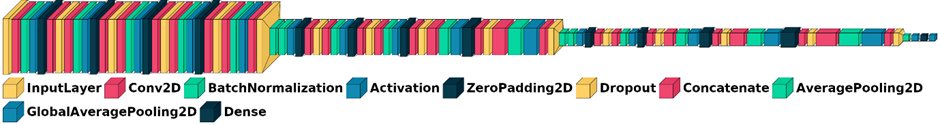 InputLayer Conv2D BatchNormalization Activation ZeroPadding2D Dropout Concatenate AveragePooling2D
GlobalAveragePooling2D Dense